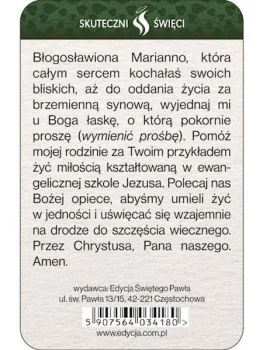 SKUTECZNI ŚWIĘCI
Błogosławiona Marianno, która
całym sercem kochałaś swoich
bliskich, aż do oddania życia za
brzemienną synową, wyjednaj mi
u Boga łaskę, o którą pokornie
proszę (wymienić prośbę). Pomóż
mojej rodzinie za Twoim przykładem
żyć miłością kształtowaną w ewan-
gelicznej szkole Jezusa. Polecaj nas
Bożej opiece, abyśmy umieli żyć
w jedności i uświęcać się wzajemnie
na drodze do szczęścia wiecznego.
Przez Chrystusa, Pana naszego.
Amen.
wydawca: Edycja Świętego Pawła
ul. św. Pawła 13/15, 42-221 Częstochowa
5 907564 034180 >
www.edycja.com.pl